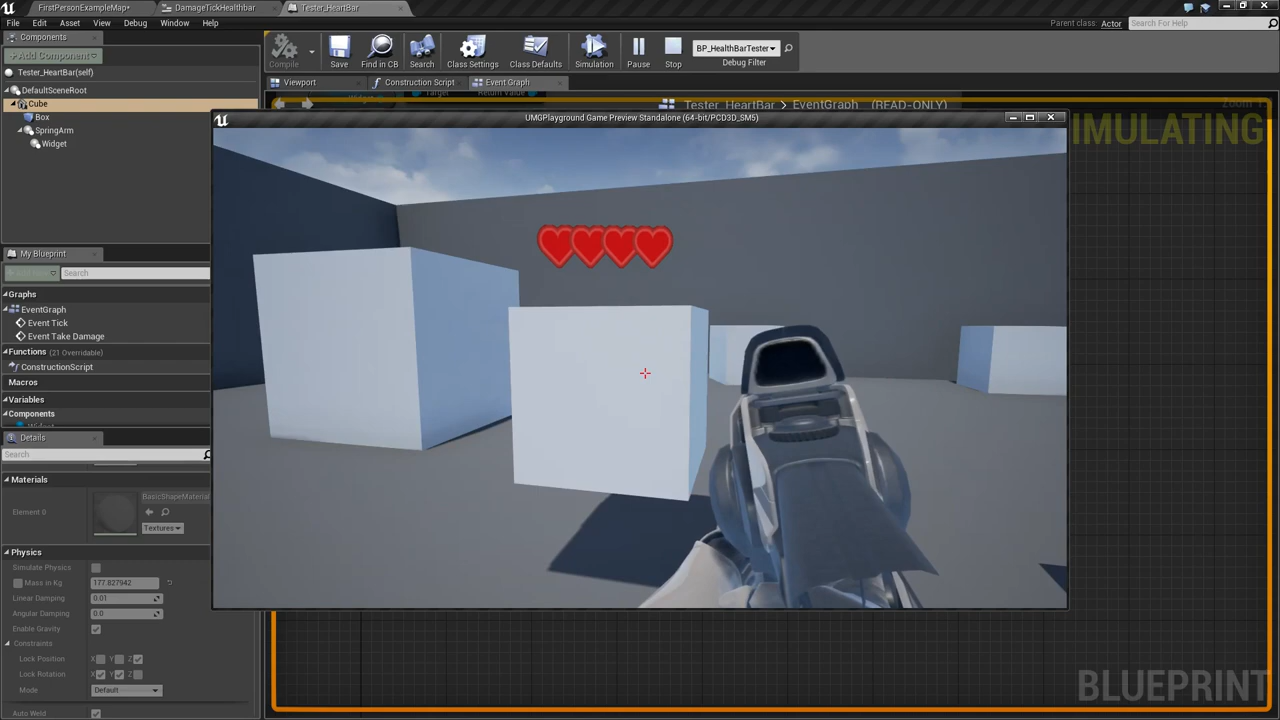 FirstPersonExampleMap*
DamageTickHealthbar
Tester_HeartBar
File Edit Asset View Debug Window Help
Parent class: Actor
Search For Help
Components
+Add Component
Tester_HeartBar(self)
DefaultSceneRoot
Cube
Box
SpringArm
Widget
Compile
Save
Find in CB
Search
Class Settings
Class Defaults
Simulation
Pause
Stop
BP_HealthBarTester
Debug Filter
Viewport
Construction Script
Event Graph
Return Value
Tester_HeartBar > EventGraph (READ-ONLY)
IMULATING
UMGPlayground Game Preview Standalone (64-bit/PCD3D_SM5)
My Blueprint
Search
Graphs
EventGraph
Event Tick
Event Take Damage
Functions (21 Overridable)
ConstructionScript
Macros
Variables
Components
Details
Search
Materials
Element 0
BasicShapeMaterial
Textures
Physics
Simulate Physics
Mass in Kg 177.827942
Linear Damping 0.01
Angular Damping 0.0
Enable Gravity
Constraints
Lock Position X Y Z
Lock Rotation X Y Z
Mode Default
Auto Weld
BLUEPRINT